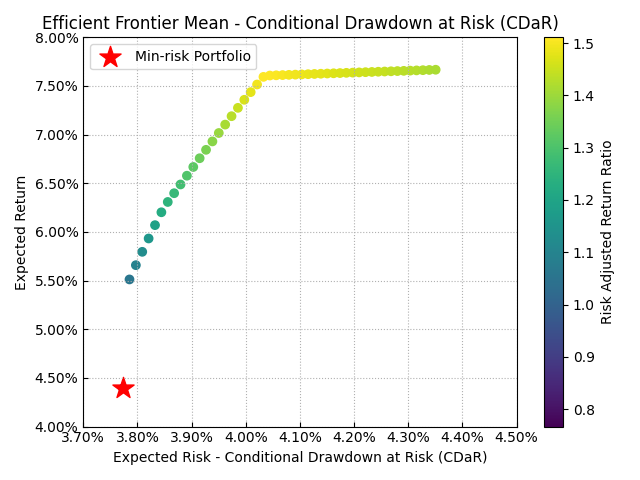 Efficient Frontier Mean - Conditional Drawdown at Risk (CDaR)
Min-risk Portfolio
8.00%
7.50%
7.00%
6.50%
6.00%
5.50%
5.00%
4.50%
4.00%
Expected Return
3.70% 3.80% 3.90% 4.00% 4.10% 4.20% 4.30% 4.40% 4.50%
Expected Risk - Conditional Drawdown at Risk (CDaR)
1.5
1.4
1.3
1.2
1.1
1.0
0.9
0.8
Risk Adjusted Return Ratio